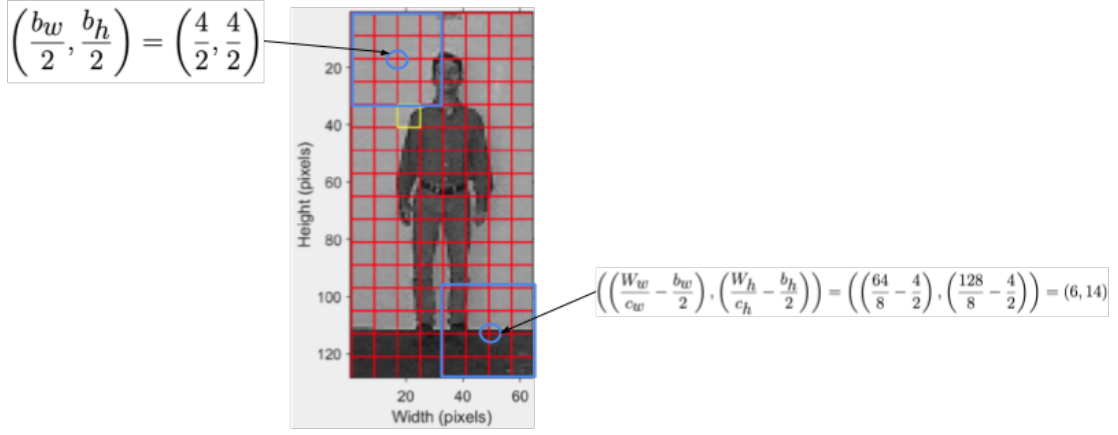 (b_w/2, b_h/2) = (4/2, 4/2)
20
40
60
80
100
120
Height (pixels)
20 40 60
Width (pixels)
((W_w/c_w − b_w/2), (W_h/c_h − b_h/2)) = ((64/8 − 4/2), (128/8 − 4/2)) = (6, 14)